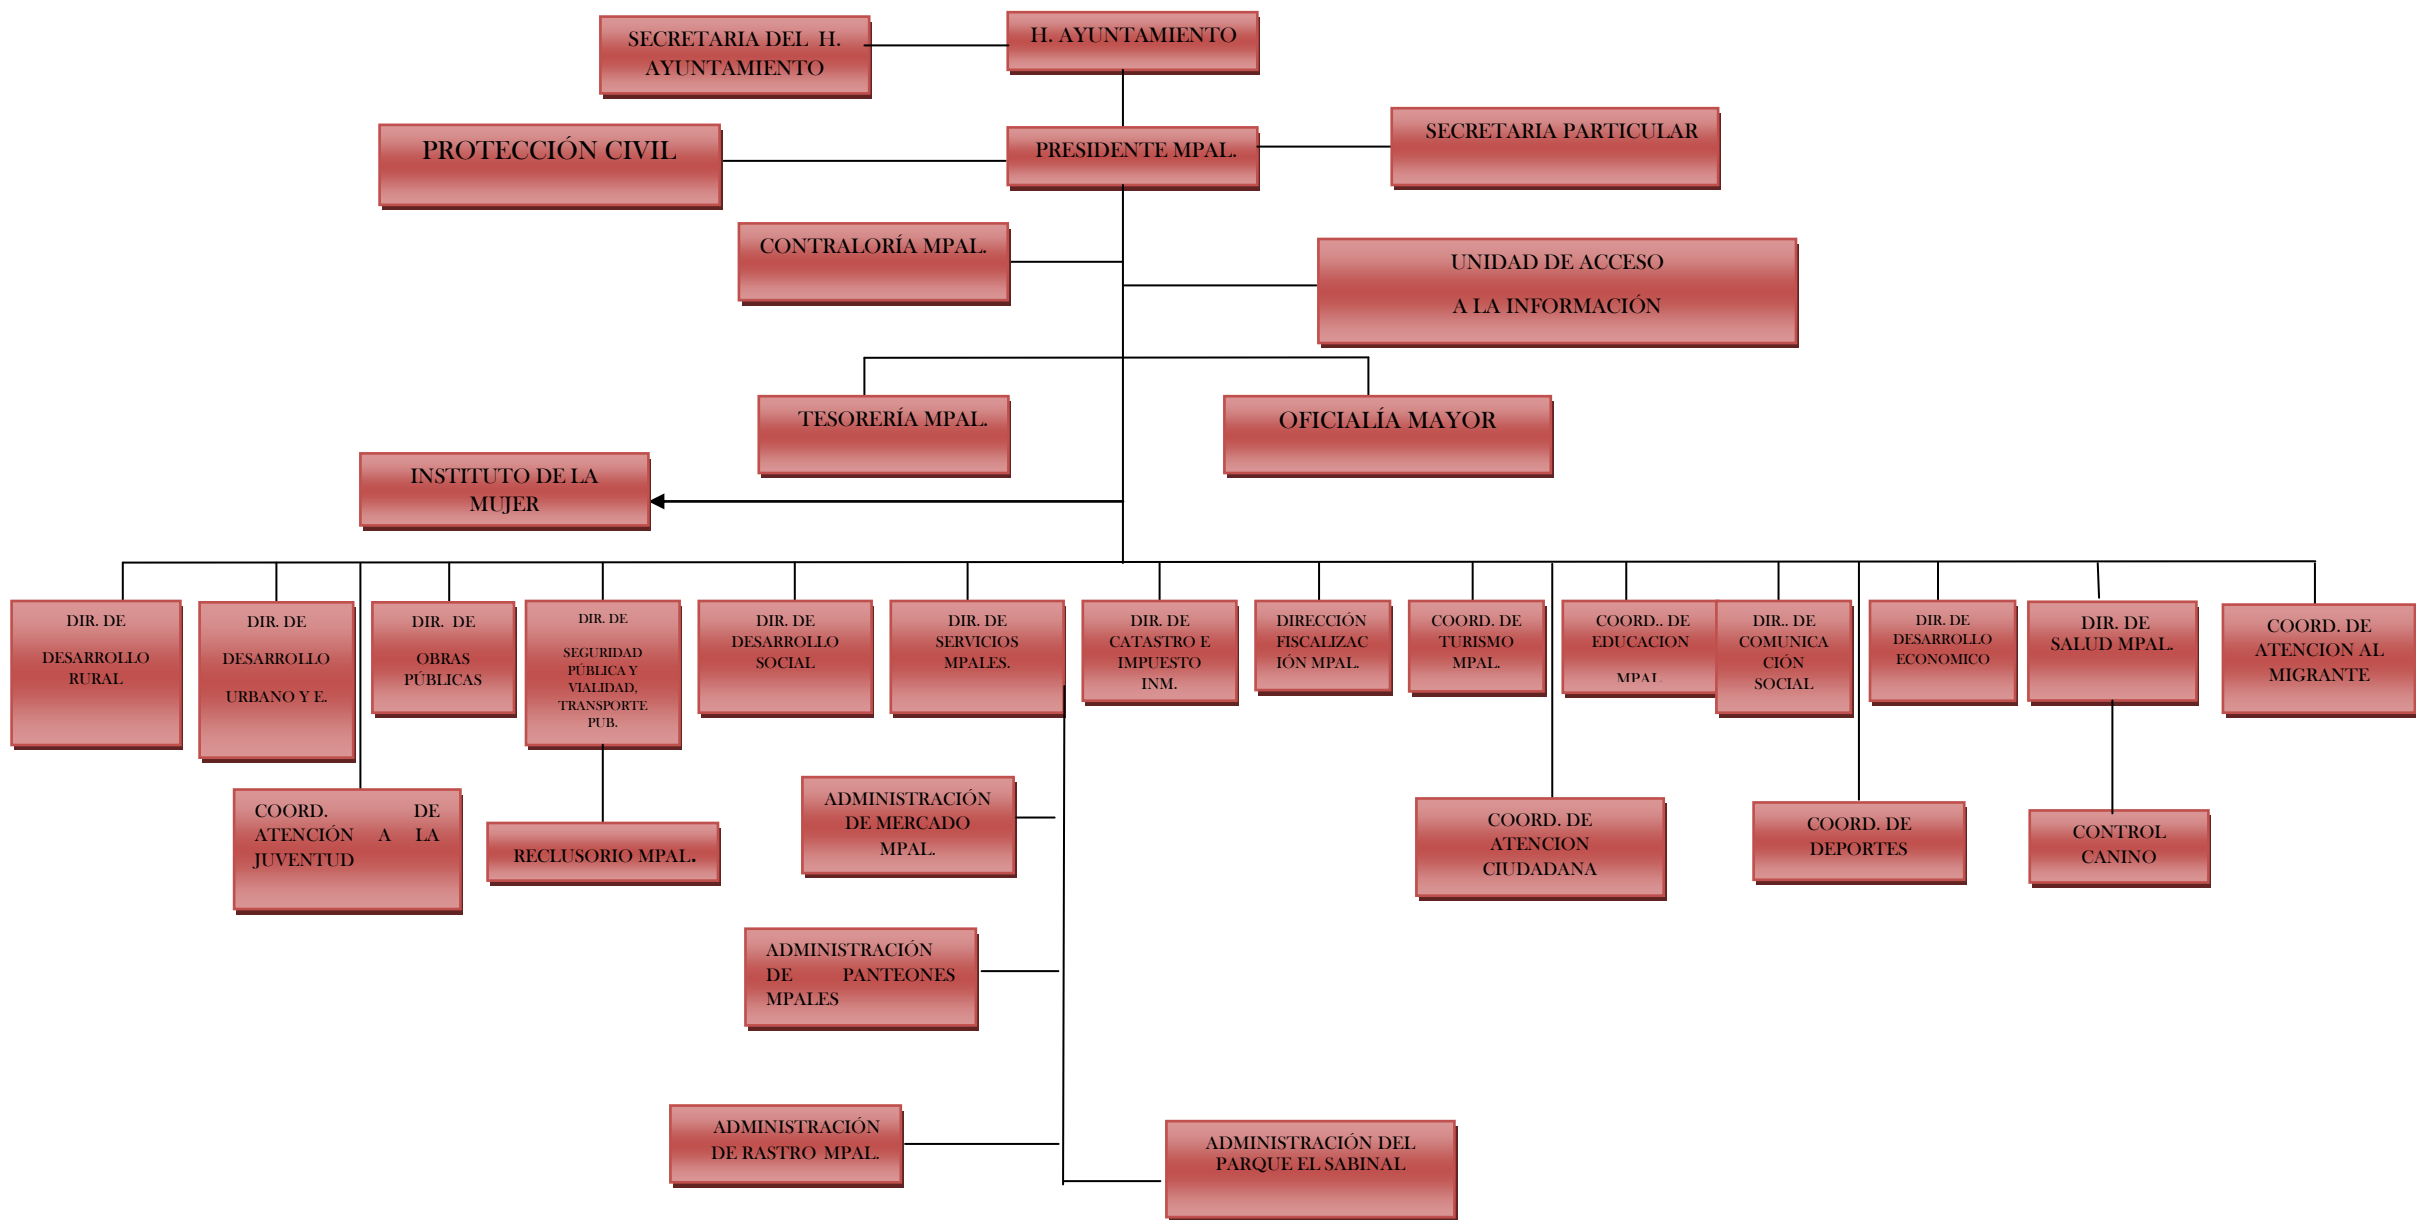 SECRETARIA DEL H.
AYUNTAMIENTO
H. AYUNTAMIENTO
PROTECCIÓN CIVIL
PRESIDENTE MPAL.
SECRETARIA PARTICULAR
CONTRALORÍA MPAL.
UNIDAD DE ACCESO
A LA INFORMACIÓN
TESORERÍA MPAL.
OFICIALÍA MAYOR
INSTITUTO DE LA
MUJER
DIR. DE
DESARROLLO
RURAL
DIR. DE
DESARROLLO
URBANO Y E.
DIR. DE
OBRAS
PÚBLICAS
DIR. DE
SEGURIDAD
PÚBLICA Y
VIALIDAD,
TRANSPORTE
PUB.
DIR. DE
DESARROLLO
SOCIAL
DIR. DE
SERVICIOS
MPALES.
DIR. DE
CATASTRO E
IMPUESTO
INM.
DIRECCIÓN
FISCALIZAC
IÓN MPAL.
COORD. DE
TURISMO
MPAL.
COORD.. DE
EDUCACION
MPAL
DIR.. DE
COMUNICA
CIÓN
SOCIAL
DIR. DE
DESARROLLO
ECONOMICO
DIR. DE
SALUD MPAL.
COORD. DE
ATENCION AL
MIGRANTE
COORD. DE
ATENCIÓN A LA
JUVENTUD
RECLUSORIO MPAL.
ADMINISTRACIÓN
DE MERCADO
MPAL.
COORD. DE
ATENCION
CIUDADANA
COORD. DE
DEPORTES
CONTROL
CANINO
ADMINISTRACIÓN
DE PANTEONES
MPALES
ADMINISTRACIÓN
DE RASTRO MPAL.
ADMINISTRACIÓN DEL
PARQUE EL SABINAL